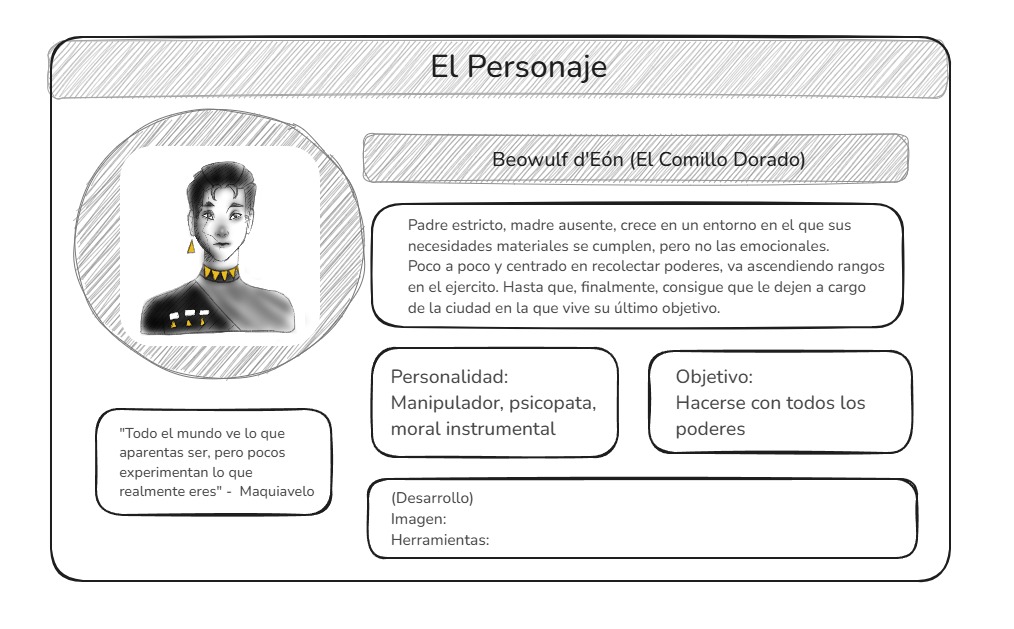 El Personaje
Beowulf d'Eón (El Comillo Dorado)
Padre estricto, madre ausente, crece en un entorno en el que sus
necesidades materiales se cumplen, pero no las emocionales.
Poco a poco y centrado en recolectar poderes, va ascendiendo rangos
en el ejercito. Hasta que, finalmente, consigue que le dejen a cargo
de la ciudad en la que vive su último objetivo.
Personalidad:
Manipulador, psicopata,
moral instrumental
Objetivo:
Hacerse con todos los
poderes
"Todo el mundo ve lo que
aparentas ser, pero pocos
experimentan lo que
realmente eres" - Maquiavelo
(Desarrollo)
Imagen:
Herramientas: